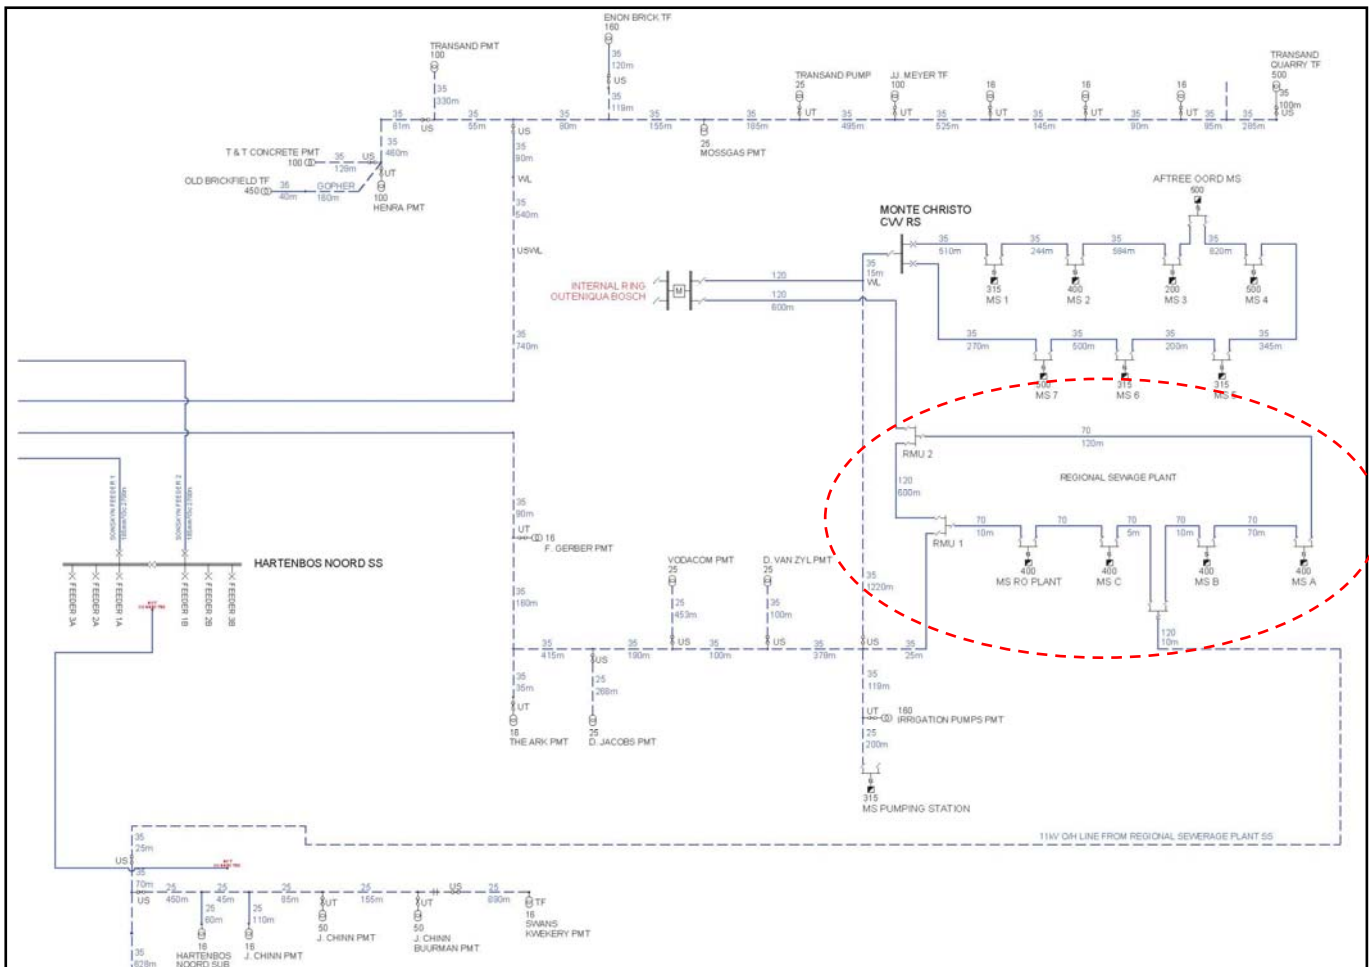 ENON BRICK TF
160
35
120m
US
35
119m
TRANSAND PMT
100
35
330m
TRANSAND PUMP
25
UT
JJ. MEYER TF
100
UT
16
UT
16
UT
16
UT
TRANSAND
QUARRY TF
500
35
100m
US
35
81m
US
35
55m
35
80m
35
155m
35
185m
35
495m
35
525m
35
145m
35
90m
35
95m
35
285m
25
MOSSGAS PMT
T & T CONCRETE PMT
100
35
128m
US
35
460m
UT
100
HENRA PMT
OLD BRICKFIELD TF
450
35
40m
GOPHER
160m
US
35
80m
WL
35
540m
USWL
35
740m
AFTREE OORD MS
500
MONTE CHRISTO
CW RS
35
15m
WL
35
510m
35
244m
35
584m
35
620m
315
MS 1
400
MS 2
200
MS 3
500
MS 4
INTERNAL RING
OUTENIQUA BOSCH
M
120
120
600m
35
270m
35
500m
35
200m
35
345m
500
MS 7
315
MS 6
315
MS 5
RMU 2
70
120m
120
600m
REGIONAL SEWAGE PLANT
RMU 1
70
10m
70
70
5m
70
10m
70
70m
400
MS RO PLANT
400
MS C
400
MS B
400
MS A
120
10m
SONSKYN FEEDER 1
SONSKYN FEEDER 2
HARTENBOS NOORD SS
FEEDER 3A
FEEDER 2A
FEEDER 1A
FEEDER 1B
FEEDER 2B
FEEDER 3B
35
90m
UT
16
F. GERBER PMT
35
160m
VODACOM PMT
25
25
453m
US
D. VAN ZYL PMT
25
35
100m
US
35
1220m
US
35
415m
35
190m
35
100m
35
378m
35
25m
35
35m
UT
16
THE ARK PMT
US
25
268m
25
D. JACOBS PMT
35
119m
UT
160
IRRIGATION PUMPS PMT
25
200m
315
MS PUMPING STATION
11kV O/H LINE FROM REGIONAL SEWERAGE PLANT SS
35
25m
US
35
70m
US
25
450m
25
45m
25
85m
25
155m
US
25
690m
25
60m
16
HARTENBOS
NOORD SUB
25
110m
16
J. CHINN PMT
UT
50
J. CHINN PMT
UT
50
J. CHINN
BUURMAN PMT
TF
16
SWANS
KWEKERY PMT
35
828m